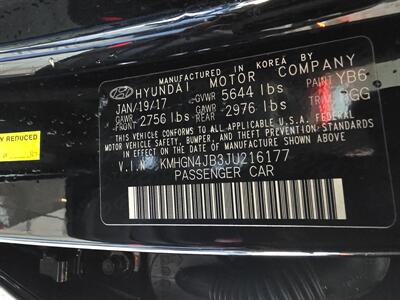 MANUFACTURED IN KOREA BY
HYUNDAI MOTOR COMPANY
JAN/19/17 GVWR 5644 lbs PAINT YB6
GAWR FRONT 2756 lbs GAWR REAR 2976 lbs TRIM RGG
THIS VEHICLE CONFORMS TO ALL APPLICABLE U.S.A. FEDERAL
MOTOR VEHICLE SAFETY, BUMPER, AND THEFT PREVENTION STANDARDS
IN EFFECT ON THE DATE OF MANUFACTURE SHOWN ABOVE.
V.I.N: KMHGN4JB3JU216177
PASSENGER CAR
REDUCED